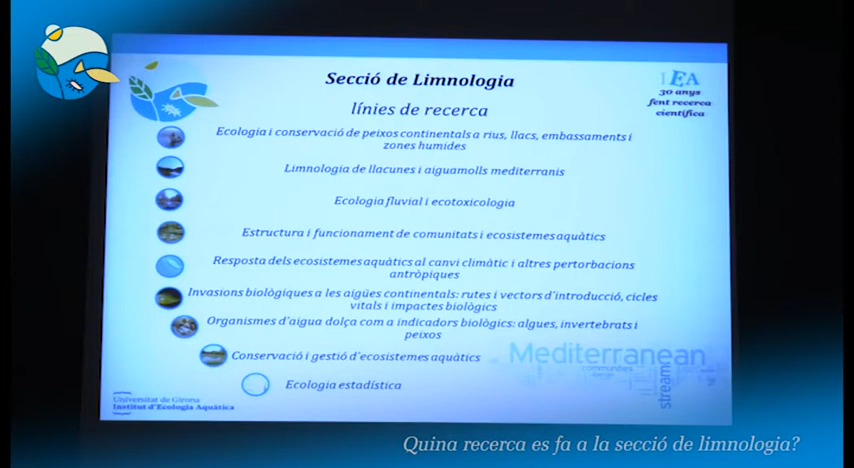 Secció de Limnologia
línies de recerca
IEA
30 anys
fent recerca
científica
Ecologia i conservació de peixos continentals a rius, llacs, embassaments i
zones humides
Limnologia de llacunes i aiguamolls mediterranis
Ecologia fluvial i ecotoxicologia
Estructura i funcionament de comunitats i ecosistemes aquàtics
Resposta dels ecosistemes aquàtics al canvi climàtic i altres pertorbacions
antròpiques
Invasions biològiques a les aigües continentals: rutes i vectors d'introducció, cicles
vitals i impactes biològics
Organismes d'aigua dolça com a indicadors biològics: algues, invertebrats i
peixos
Conservació i gestió d'ecosistemes aquàtics
Ecologia estadística
Mediterranean
communities
stream
Universitat de Girona
Institut d'Ecologia Aquàtica
Quina recerca es fa a la secció de limnologia?